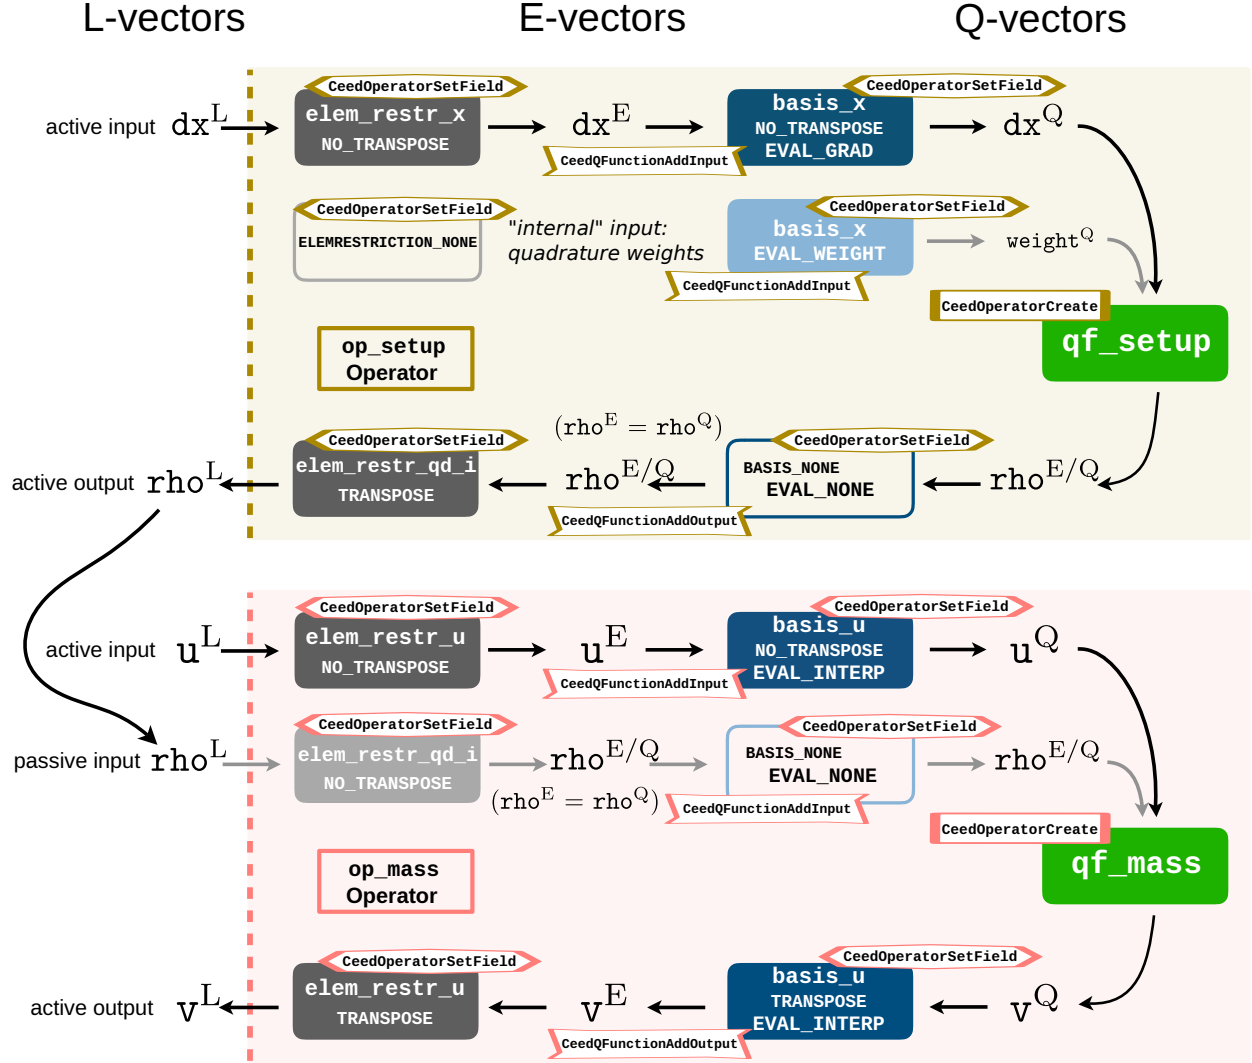 L-vectors
E-vectors
Q-vectors
CeedOperatorSetField
CeedOperatorSetField
active input
dx^L
elem_restr_x
NO_TRANSPOSE
dx^E
basis_x
NO_TRANSPOSE
EVAL_GRAD
dx^Q
CeedQFunctionAddInput
CeedOperatorSetField
ELEMRESTRICTION_NONE
"internal" input:
quadrature weights
CeedOperatorSetField
basis_x
EVAL_WEIGHT
weight^Q
CeedQFunctionAddInput
CeedOperatorCreate
qf_setup
op_setup
Operator
(rho^E = rho^Q)
CeedOperatorSetField
CeedOperatorSetField
active output
rho^L
elem_restr_qd_i
TRANSPOSE
rho^E/Q
BASIS_NONE
EVAL_NONE
rho^E/Q
CeedQFunctionAddOutput
CeedOperatorSetField
CeedOperatorSetField
active input
u^L
elem_restr_u
NO_TRANSPOSE
u^E
basis_u
NO_TRANSPOSE
EVAL_INTERP
u^Q
CeedQFunctionAddInput
CeedOperatorSetField
CeedOperatorSetField
passive input
rho^L
elem_restr_qd_i
NO_TRANSPOSE
rho^E/Q
(rho^E = rho^Q)
BASIS_NONE
EVAL_NONE
rho^E/Q
CeedQFunctionAddInput
CeedOperatorCreate
qf_mass
op_mass
Operator
CeedOperatorSetField
CeedOperatorSetField
active output
v^L
elem_restr_u
TRANSPOSE
v^E
basis_u
TRANSPOSE
EVAL_INTERP
v^Q
CeedQFunctionAddOutput